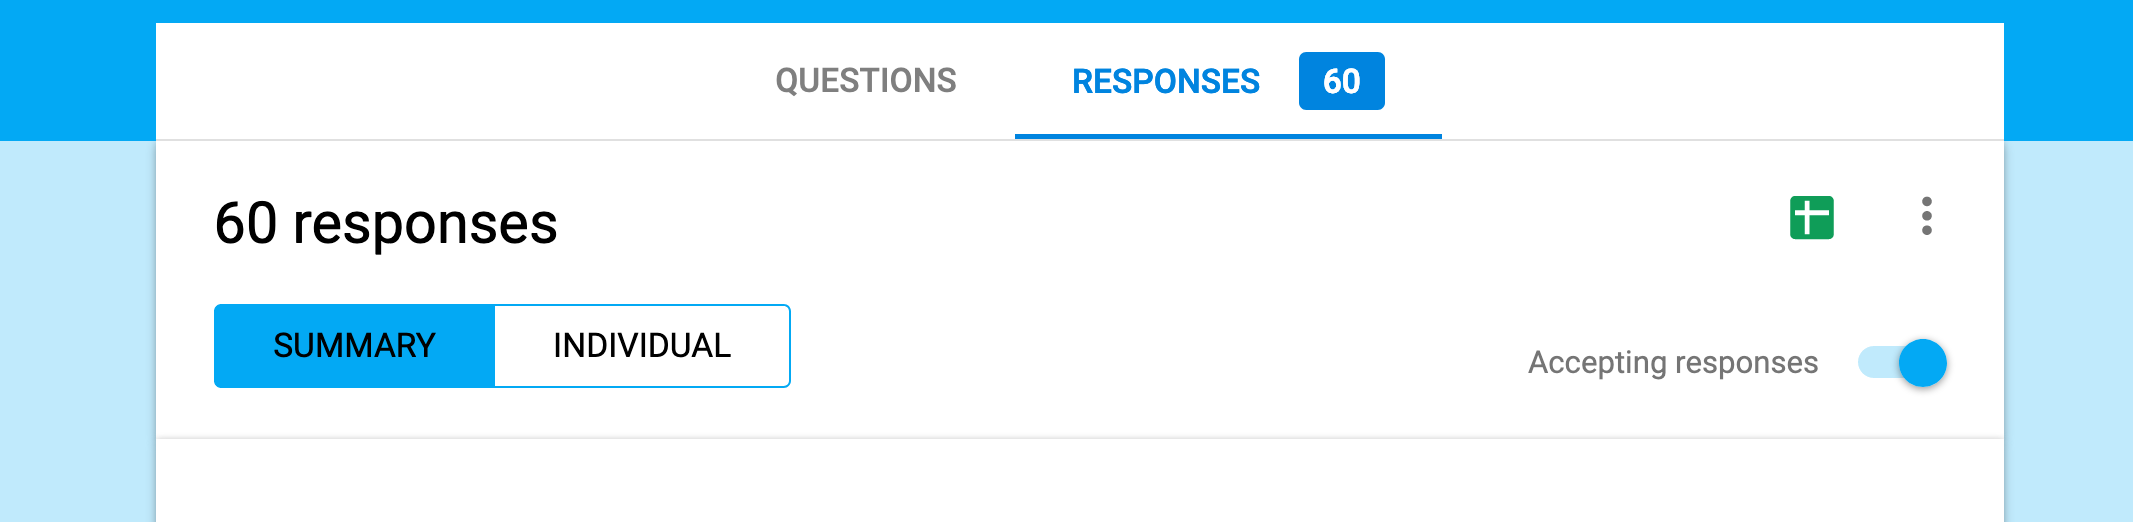 QUESTIONS RESPONSES 60
60 responses
SUMMARY INDIVIDUAL
Accepting responses